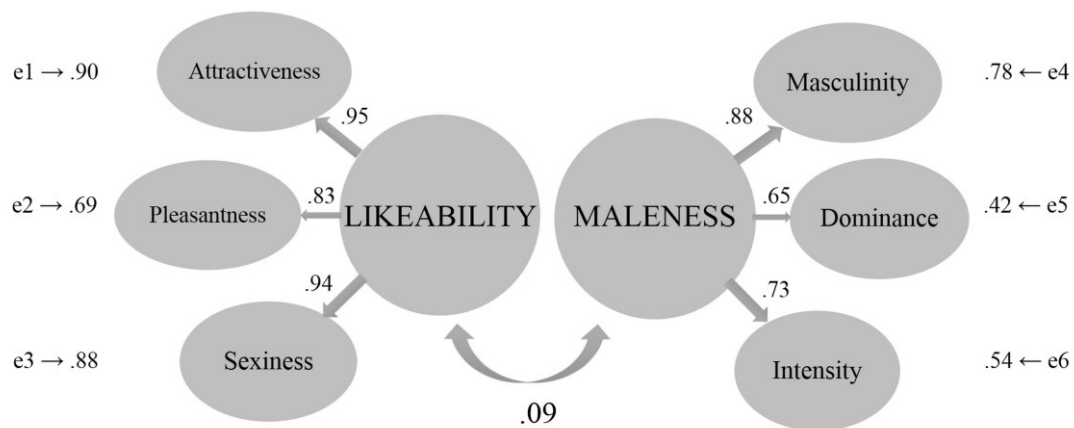 Attractiveness
Masculinity
e1 → .90
.78 ← e4
.95
.88
Pleasantness
e2 → .69
.83
LIKEABILITY
MALENESS
.65
Dominance
.42 ← e5
.94
.73
Sexiness
e3 → .88
Intensity
.54 ← e6
.09